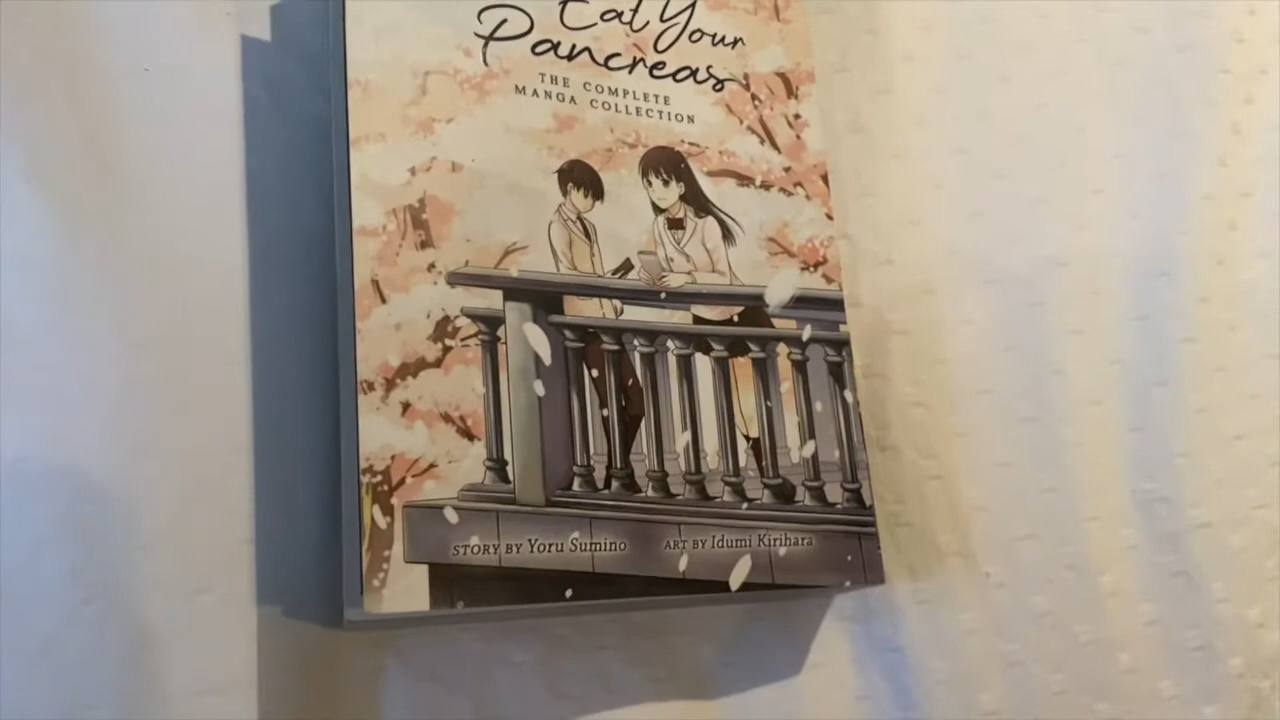 Eat Your
Pancreas
THE COMPLETE
MANGA COLLECTION
STORY BY Yoru Sumino ART BY Idumi Kirihara